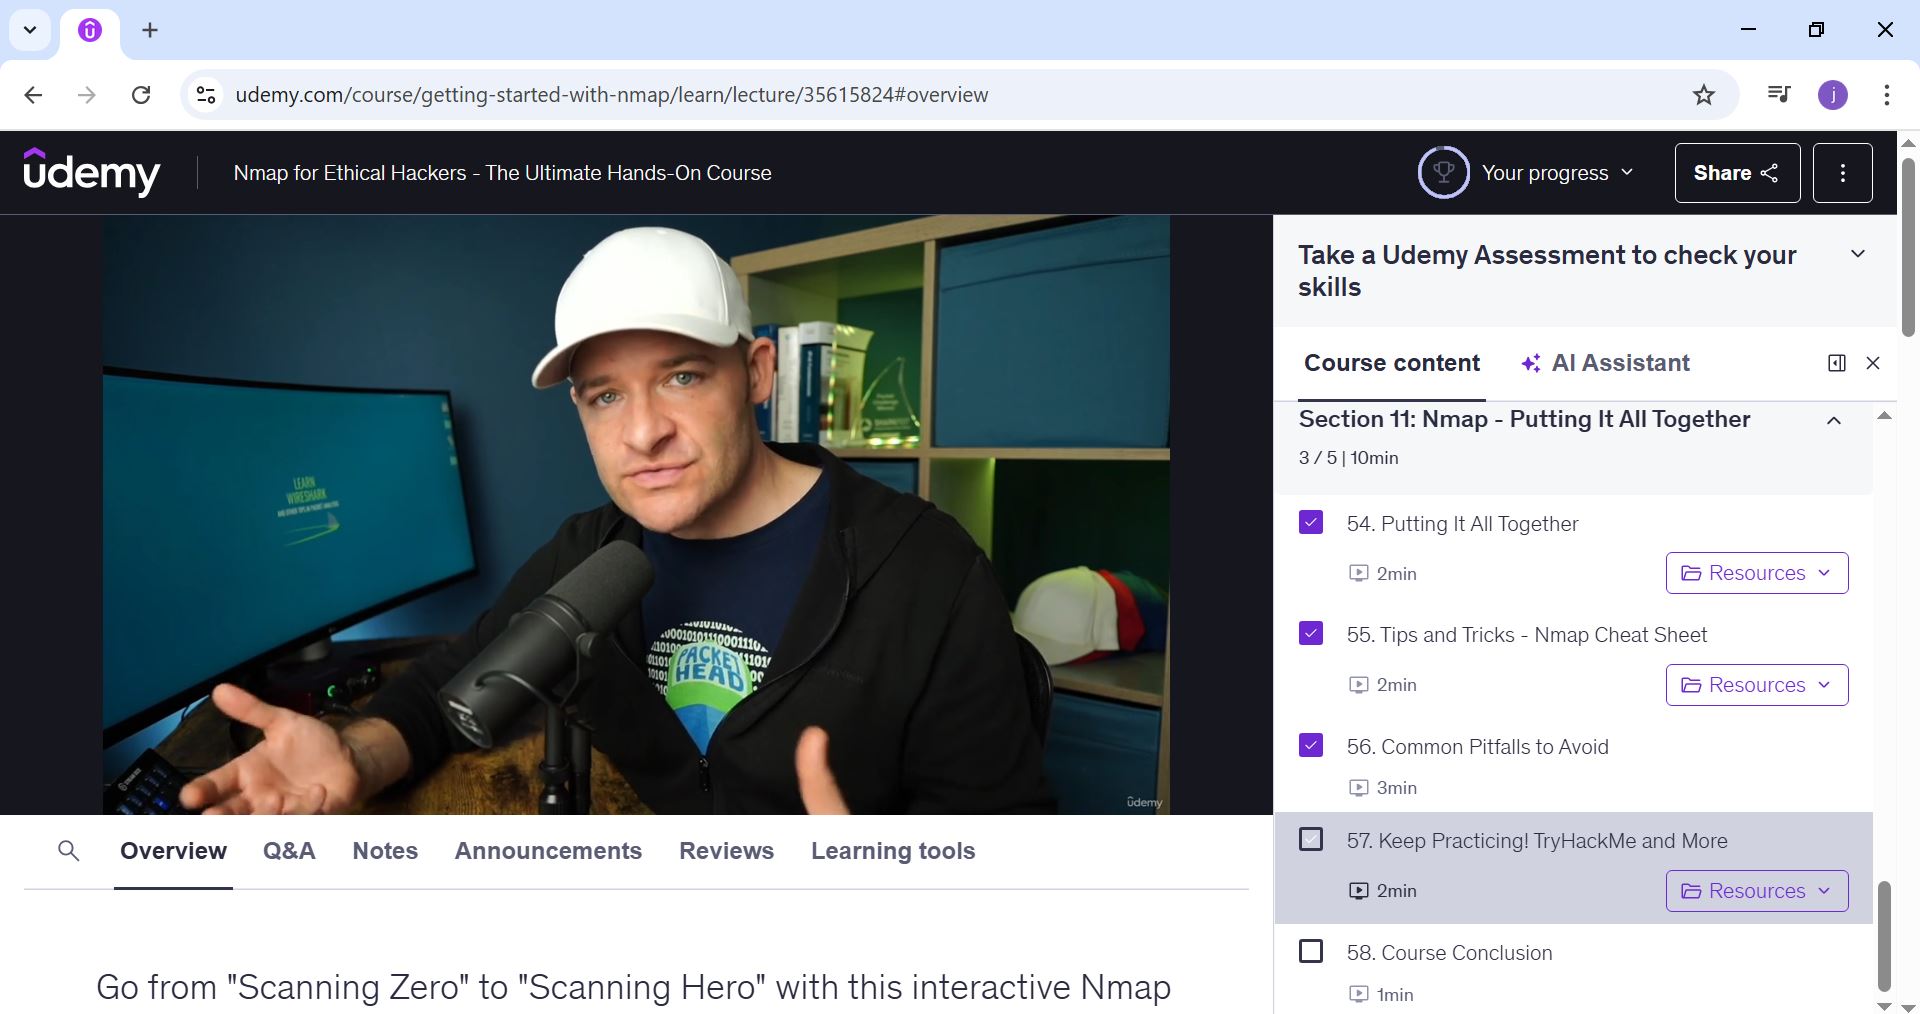 udemy.com/course/getting-started-with-nmap/learn/lecture/35615824#overview
j
udemy
Nmap for Ethical Hackers - The Ultimate Hands-On Course
Your progress
Share
LEARN
WIRESHARK
PACKET
HEAD
udemy
Take a Udemy Assessment to check your
skills
Course content
AI Assistant
Section 11: Nmap - Putting It All Together
3 / 5 | 10min
54. Putting It All Together
2min
Resources
55. Tips and Tricks - Nmap Cheat Sheet
2min
Resources
56. Common Pitfalls to Avoid
3min
57. Keep Practicing! TryHackMe and More
2min
Resources
58. Course Conclusion
1min
Overview
Q&A
Notes
Announcements
Reviews
Learning tools
Go from "Scanning Zero" to "Scanning Hero" with this interactive Nmap